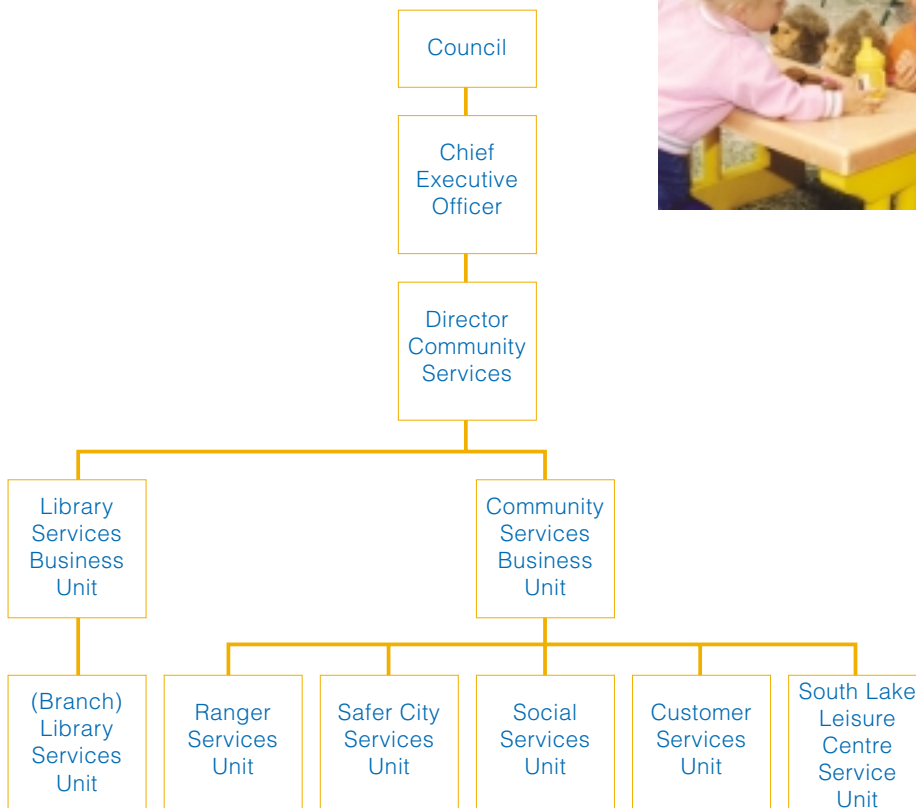 Council
Chief
Executive
Officer
Director
Community
Services
Library
Services
Business
Unit
Community
Services
Business
Unit
(Branch)
Library
Services
Unit
Ranger
Services
Unit
Safer City
Services
Unit
Social
Services
Unit
Customer
Services
Unit
South Lake
Leisure
Centre
Service
Unit